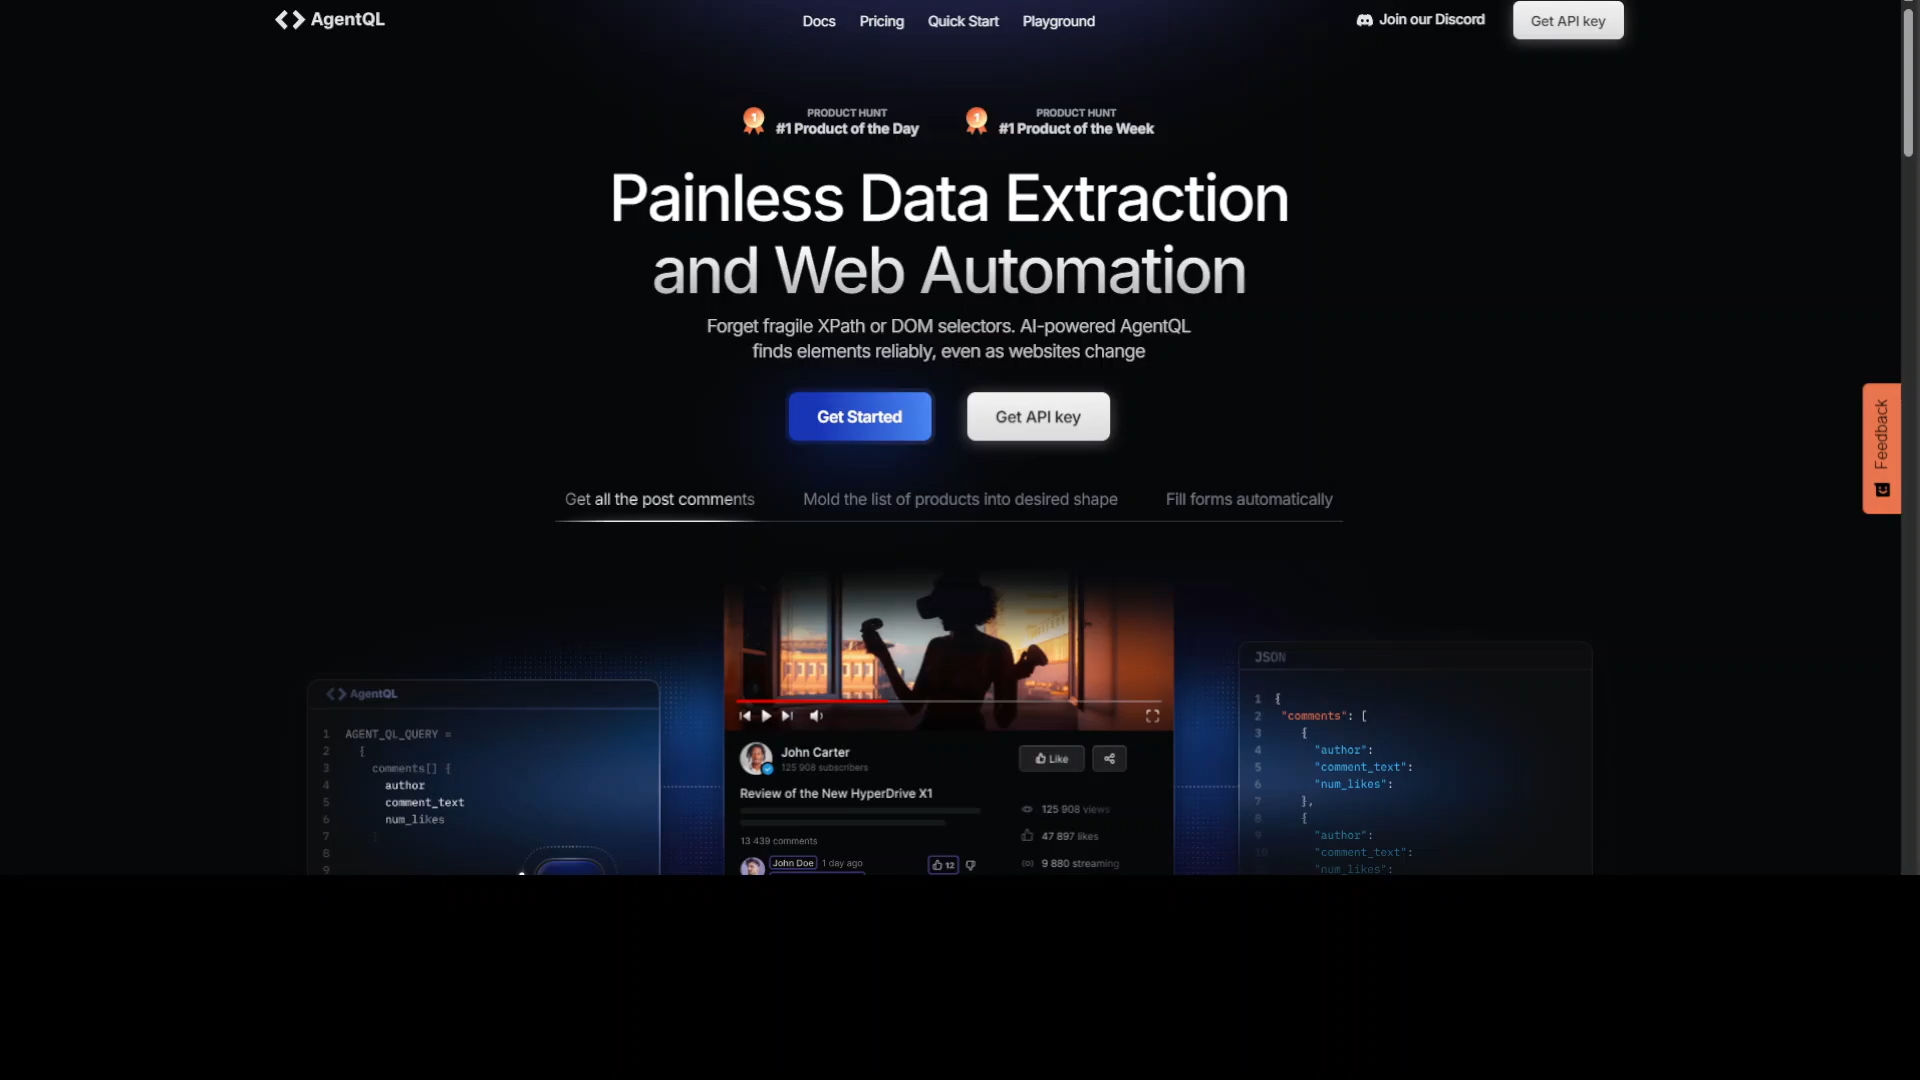 AgentQL
Docs
Pricing
Quick Start
Playground
Join our Discord
Get API key
PRODUCT HUNT
#1 Product of the Day
PRODUCT HUNT
#1 Product of the Week
Painless Data Extraction
and Web Automation
Forget fragile XPath or DOM selectors. AI-powered AgentQL
finds elements reliably, even as websites change
Get Started
Get API key
Feedback
Get all the post comments
Mold the list of products into desired shape
Fill forms automatically
AgentQL
1 AGENT_QL_QUERY =
2 {
3 comments[] {
4 author
5 comment_text
6 num_likes
7 }
8
9
John Carter
125 908 subscribers
Like
Review of the New HyperDrive X1
125 908 views
47 897 likes
9 880 streaming
13 439 comments
John Doe 1 day ago
12
JSON
1 {
2 "comments": [
3 {
4 "author":
5 "comment_text":
6 "num_likes":
7 },
8 {
9 "author":
10 "comment_text":
"num_likes":